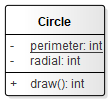 Circle
- perimeter: int
- radial: int
+ draw(): int